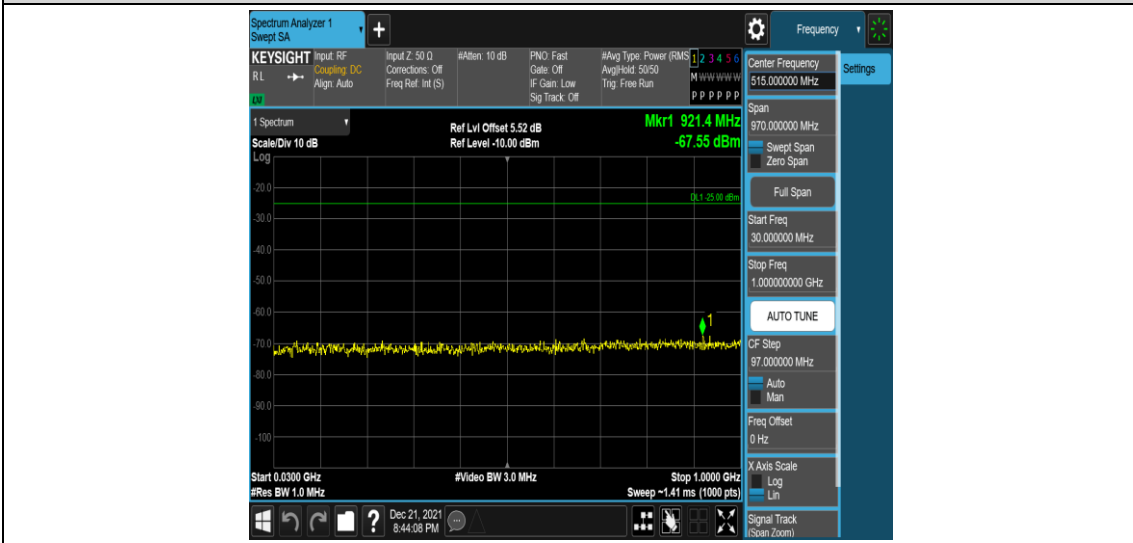 Spectrum Analyzer 1
Swept SA
+
Frequency
KEYSIGHT
RL
LXI
Input: RF
Coupling: DC
Align: Auto
Input Z: 50 Ω
Corrections: Off
Freq Ref: Int (S)
#Atten: 10 dB
PNO: Fast
Gate: Off
IF Gain: Low
Sig Track: Off
#Avg Type: Power (RMS
Avg|Hold: 50/50
Trig: Free Run
1 2 3 4 5 6
M W W W W W
P P P P P P
1 Spectrum
Scale/Div 10 dB
Log
Ref Lvl Offset 5.52 dB
Ref Level -10.00 dBm
Mkr1 921.4 MHz
-67.55 dBm
-20.0
DL1 -25.00 dBm
-30.0
-40.0
-50.0
-60.0
1
-70.0
-80.0
-90.0
-100
Start 0.0300 GHz
#Res BW 1.0 MHz
#Video BW 3.0 MHz
Stop 1.0000 GHz
Sweep ~1.41 ms (1000 pts)
?
Dec 21, 2021
8:44:08 PM
Center Frequency
515.000000 MHz
Settings
Span
970.000000 MHz
Swept Span
Zero Span
Full Span
Start Freq
30.000000 MHz
Stop Freq
1.000000000 GHz
AUTO TUNE
CF Step
97.000000 MHz
Auto
Man
Freq Offset
0 Hz
X Axis Scale
Log
Lin
Signal Track
(Span Zoom)